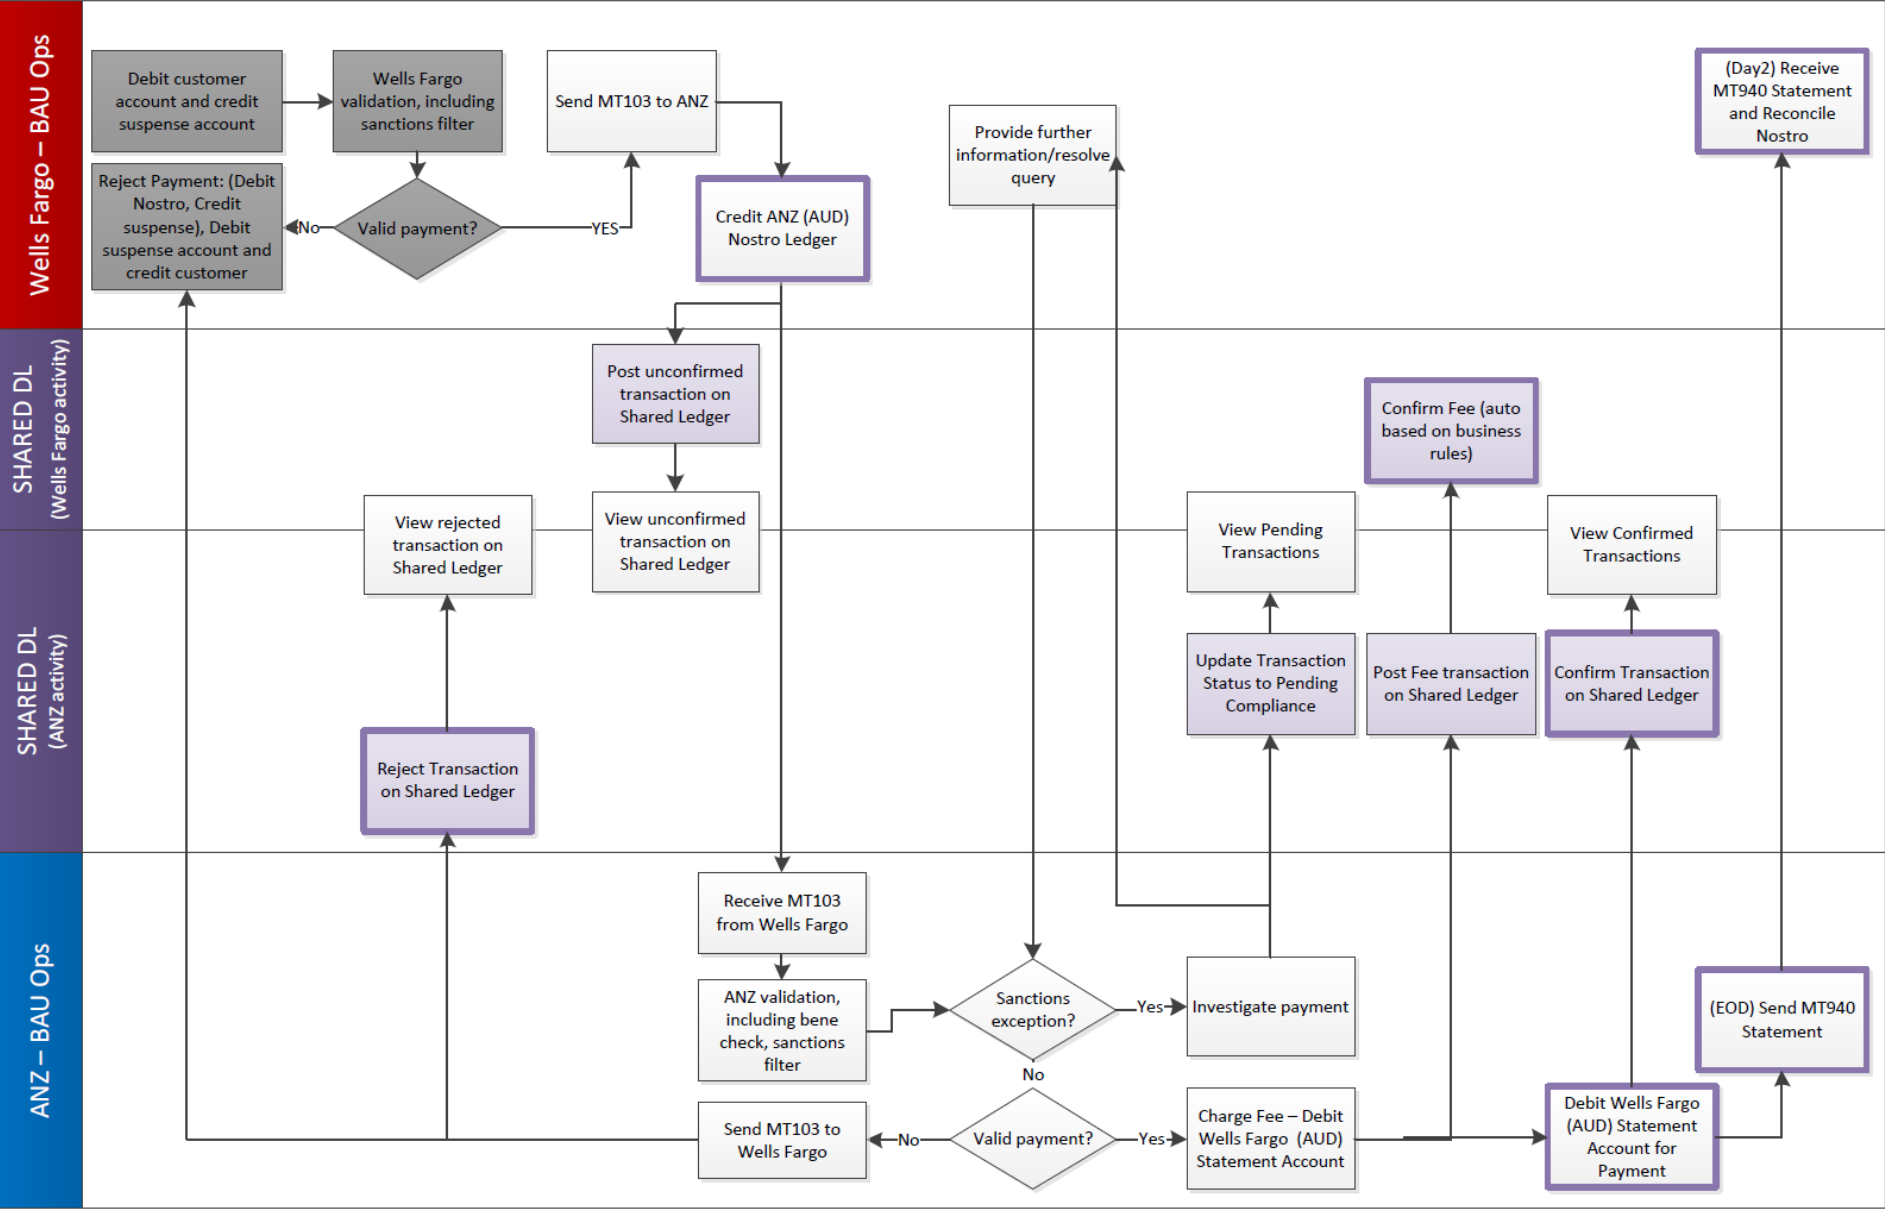 Wells Fargo – BAU Ops
Debit customer
account and credit
suspense account
Wells Fargo
validation, including
sanctions filter
Send MT103 to ANZ
Provide further
information/resolve
query
(Day2) Receive
MT940 Statement
and Reconcile
Nostro
Reject Payment: (Debit
Nostro, Credit
suspense), Debit
suspense account and
credit customer
No
Valid payment?
YES
Credit ANZ (AUD)
Nostro Ledger
SHARED DL
(Wells Fargo activity)
Post unconfirmed
transaction on
Shared Ledger
Confirm Fee (auto
based on business
rules)
View rejected
transaction on
Shared Ledger
View unconfirmed
transaction on
Shared Ledger
View Pending
Transactions
View Confirmed
Transactions
SHARED DL
(ANZ activity)
Reject Transaction
on Shared Ledger
Update Transaction
Status to Pending
Compliance
Post Fee transaction
on Shared Ledger
Confirm Transaction
on Shared Ledger
ANZ – BAU Ops
Receive MT103
from Wells Fargo
ANZ validation,
including bene
check, sanctions
filter
Sanctions
exception?
Yes
Investigate payment
(EOD) Send MT940
Statement
No
Send MT103 to
Wells Fargo
No
Valid payment?
Yes
Charge Fee – Debit
Wells Fargo (AUD)
Statement Account
Debit Wells Fargo
(AUD) Statement
Account for
Payment